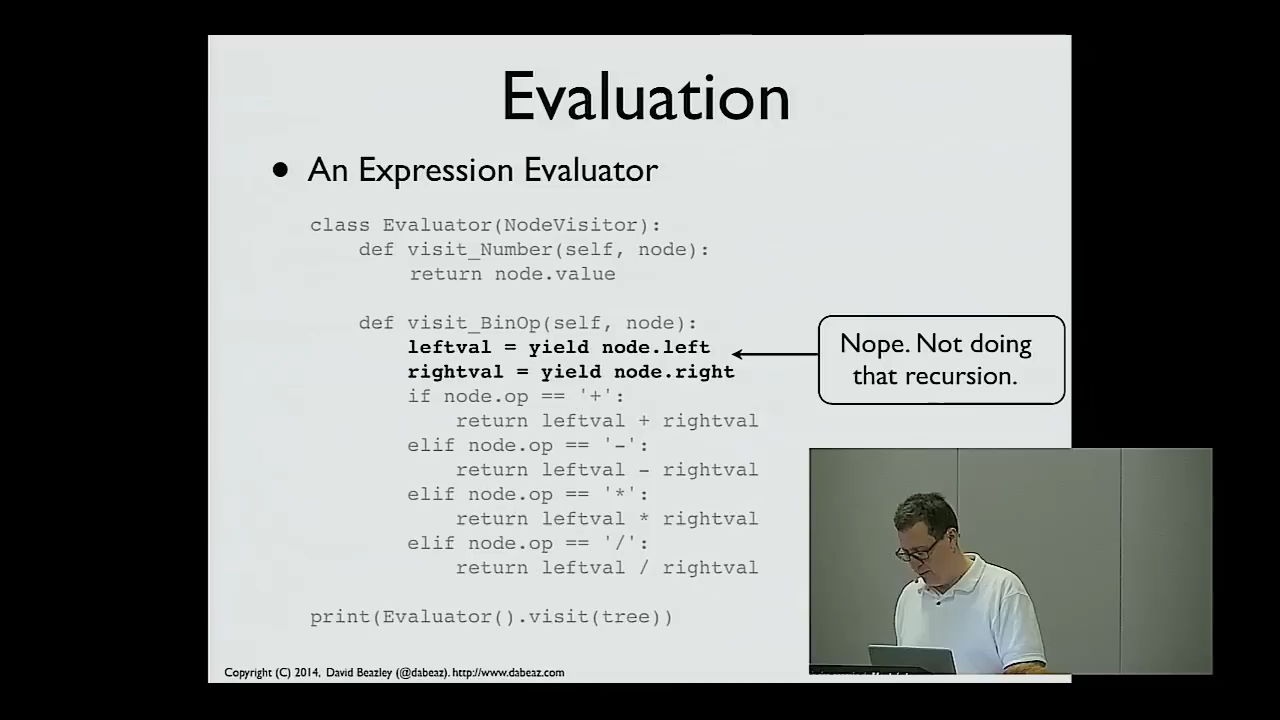 Evaluation
• An Expression Evaluator
class Evaluator(NodeVisitor):
    def visit_Number(self, node):
        return node.value
    def visit_BinOp(self, node):
        leftval = yield node.left
        rightval = yield node.right
        if node.op == '+':
            return leftval + rightval
        elif node.op == '-':
            return leftval - rightval
        elif node.op == '*':
            return leftval * rightval
        elif node.op == '/':
            return leftval / rightval
print(Evaluator().visit(tree))
Nope. Not doing
that recursion.
Copyright (C) 2014, David Beazley (@dabeaz). http://www.dabeaz.com